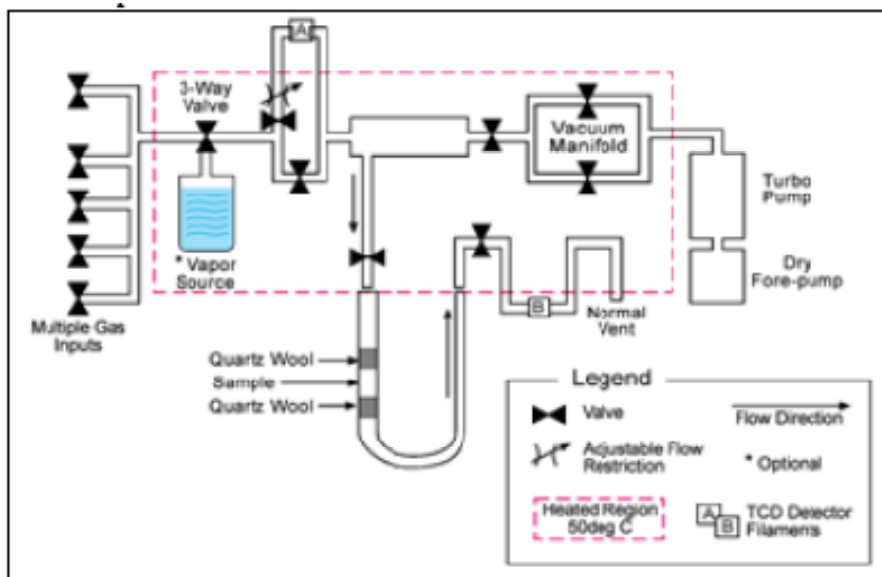 A
3-Way
Valve
Vacuum
Manifold
Turbo
Pump
* Vapor
Source
Dry
Fore-pump
B
Normal
Vent
Multiple Gas
Inputs
Quartz Wool
Sample
Quartz Wool
Legend
Valve
Flow Direction
Adjustable Flow
Restriction
* Optional
Heated Region
50deg C
A
B
TCD Detector
Filaments